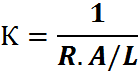 K = 1 / R. A/L